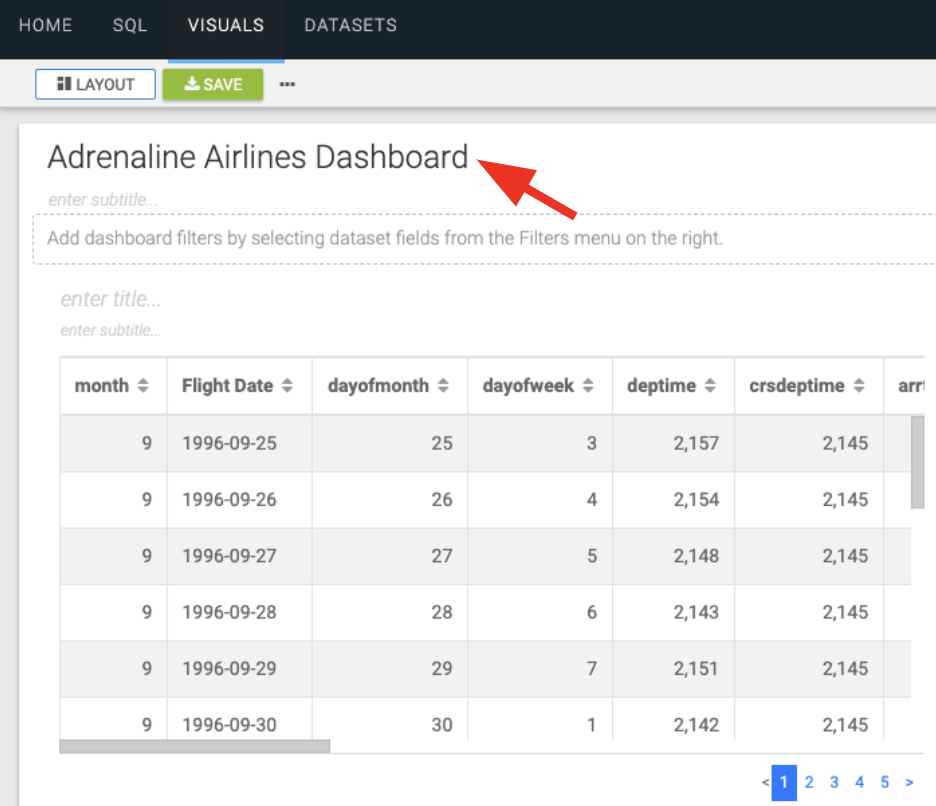 HOME SQL VISUALS DATASETS
LAYOUT SAVE
Adrenaline Airlines Dashboard
enter subtitle...
Add dashboard filters by selecting dataset fields from the Filters menu on the right.
enter title...
enter subtitle...
month Flight Date dayofmonth dayofweek deptime crsdeptime arrt
9 1996-09-25 25 3 2,157 2,145
9 1996-09-26 26 4 2,154 2,145
9 1996-09-27 27 5 2,148 2,145
9 1996-09-28 28 6 2,143 2,145
9 1996-09-29 29 7 2,151 2,145
9 1996-09-30 30 1 2,142 2,145
< 1 2 3 4 5 >